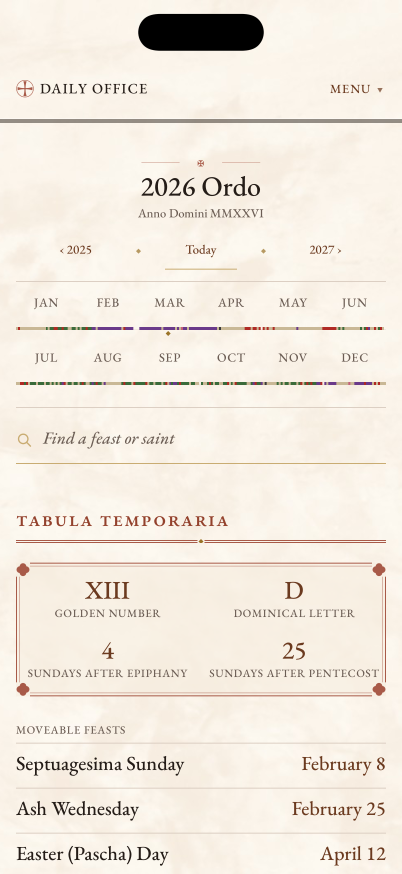 DAILY OFFICE
MENU ▼
2026 Ordo
Anno Domini MMXXVI
‹ 2025
Today
2027 ›
JAN FEB MAR APR MAY JUN
JUL AUG SEP OCT NOV DEC
Find a feast or saint
TABULA TEMPORARIA
XIII
GOLDEN NUMBER
D
DOMINICAL LETTER
4
SUNDAYS AFTER EPIPHANY
25
SUNDAYS AFTER PENTECOST
MOVEABLE FEASTS
Septuagesima Sunday February 8
Ash Wednesday February 25
Easter (Pascha) Day April 12